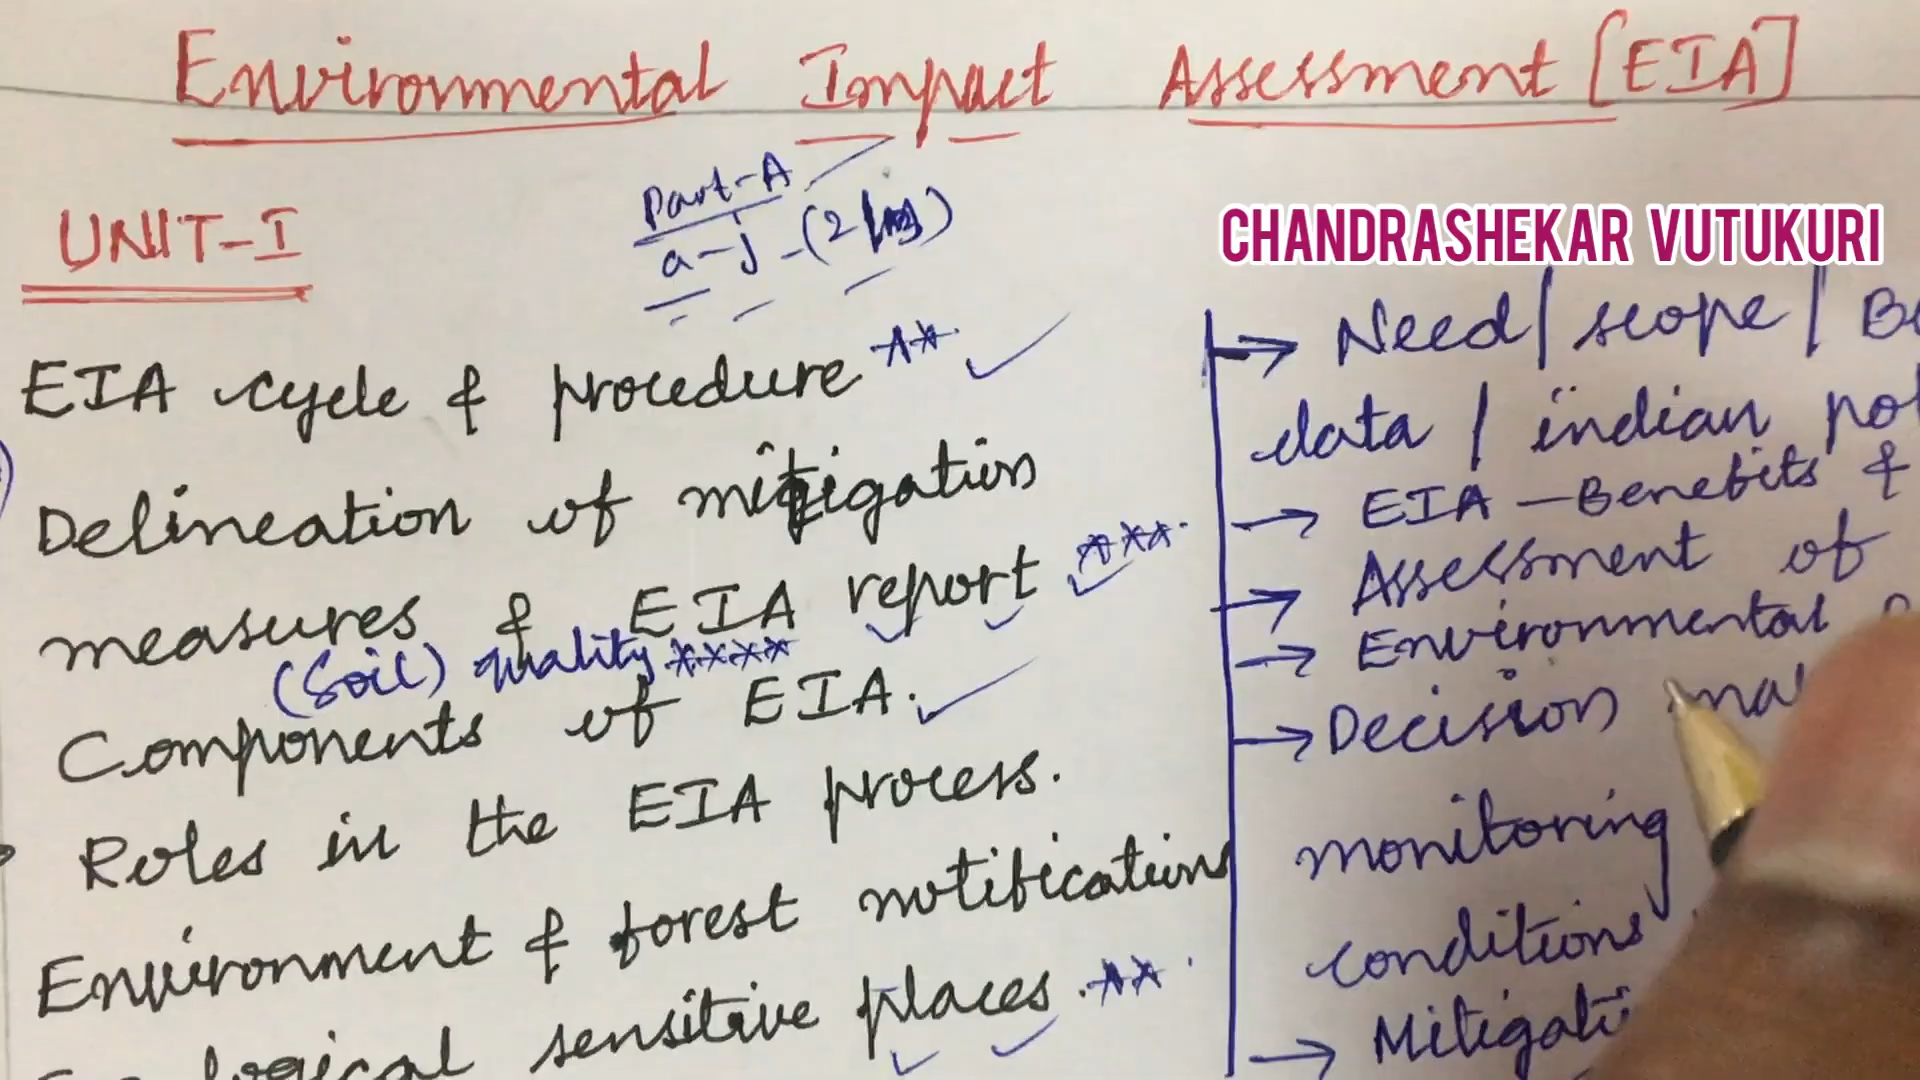 Environmental Impact Assessment [EIA]
UNIT-I
Part-A
a-j-(2
CHANDRASHEKAR VUTUKURI
EIA cycle & procedure **
Delineation of mitigation
measures & EIA report ***
(Soil) quality ****
Components of EIA.
Roles in the EIA process.
Environment & forest notifications
sensitive places. **
→ Need / scope /
data / indian
→ EIA - Benefits &
→ Assessment of
→ Environmental
→ Decision
monitoring
conditions
→